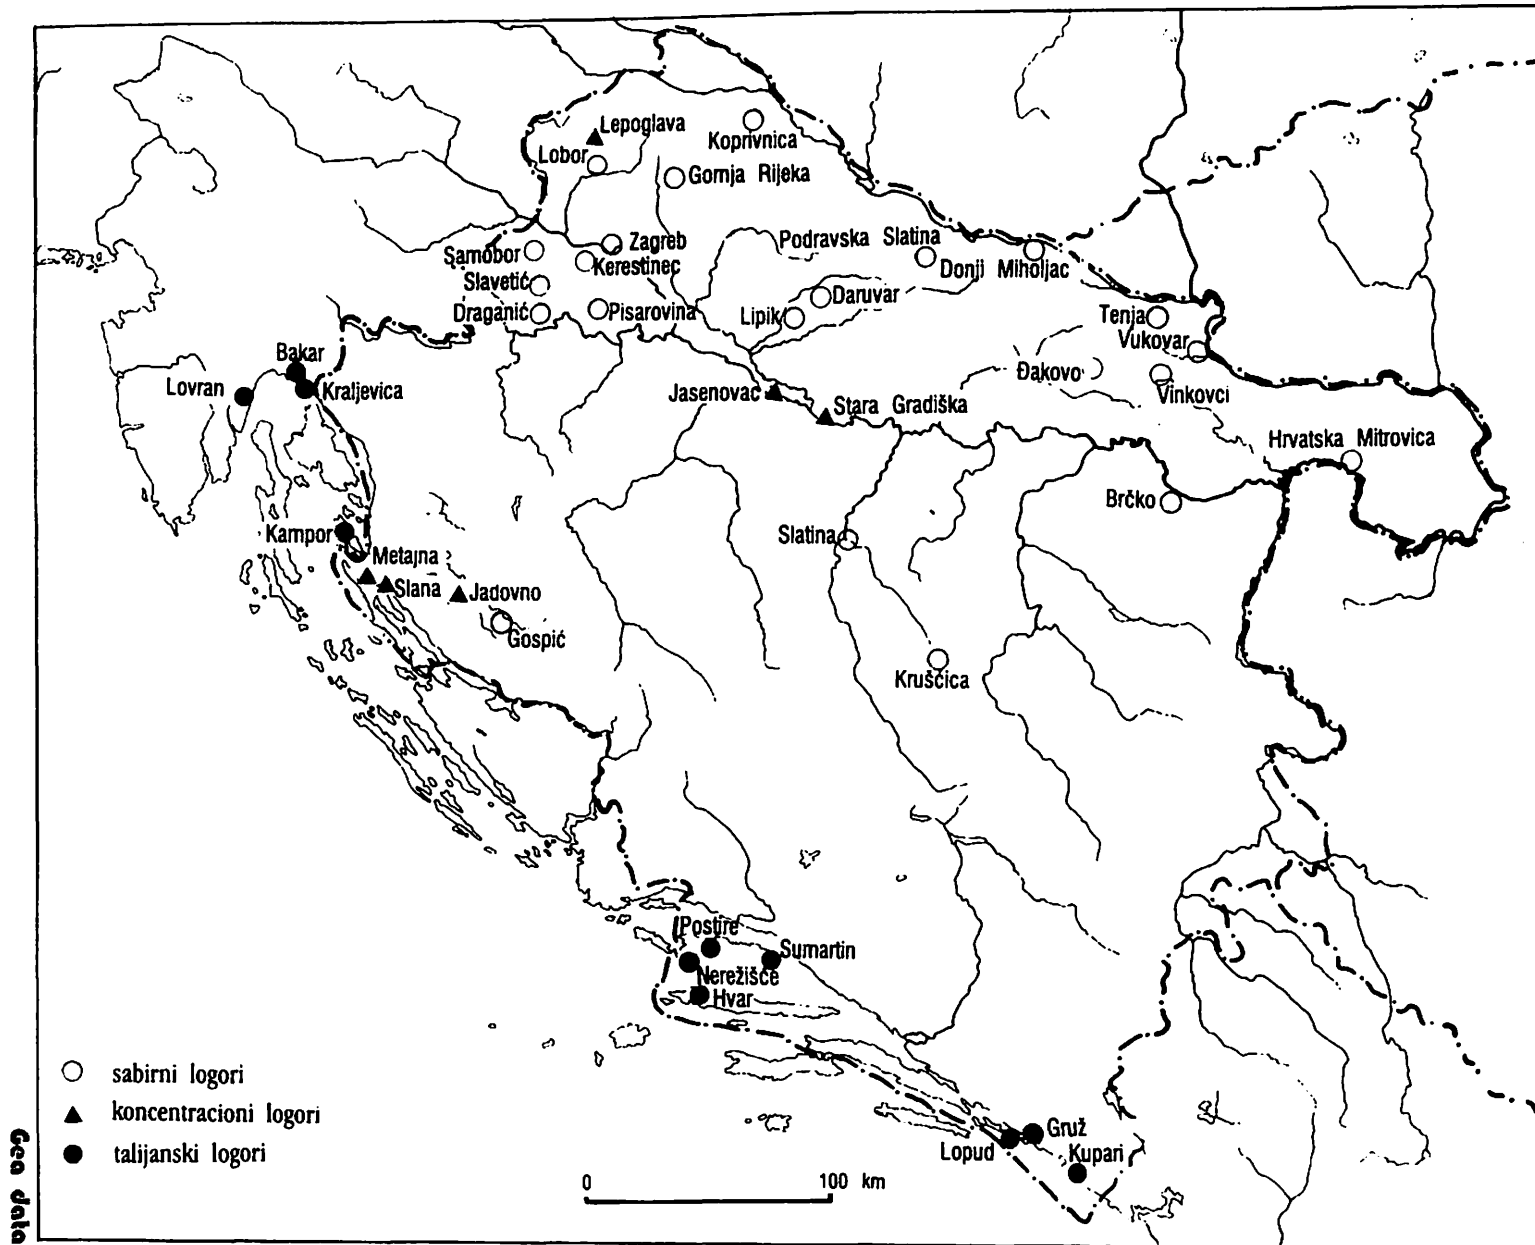 Lepoglava
Koprivnica
Lobor
Gornja Rijeka
Zagreb
Podravska Slatina
Samobor
Kerestinec
Donji Miholjac
Slavetić
Daruvar
Draganić
Pisarovina
Lipik
Tenja
Vukovar
Bakar
Đakovo
Lovran
Kraljevica
Jasenovac
Stara Gradiška
Vinkovci
Hrvatska Mitrovica
Brčko
Kampor
Slatina
Metajna
Slana
Jadovno
Gospić
Kruščica
Postire
Sumartin
Nerežišće
Hvar
sabirni logori
koncentracioni logori
talijanski logori
Gruž
Lopud
Kupari
0 100 km
Gea data